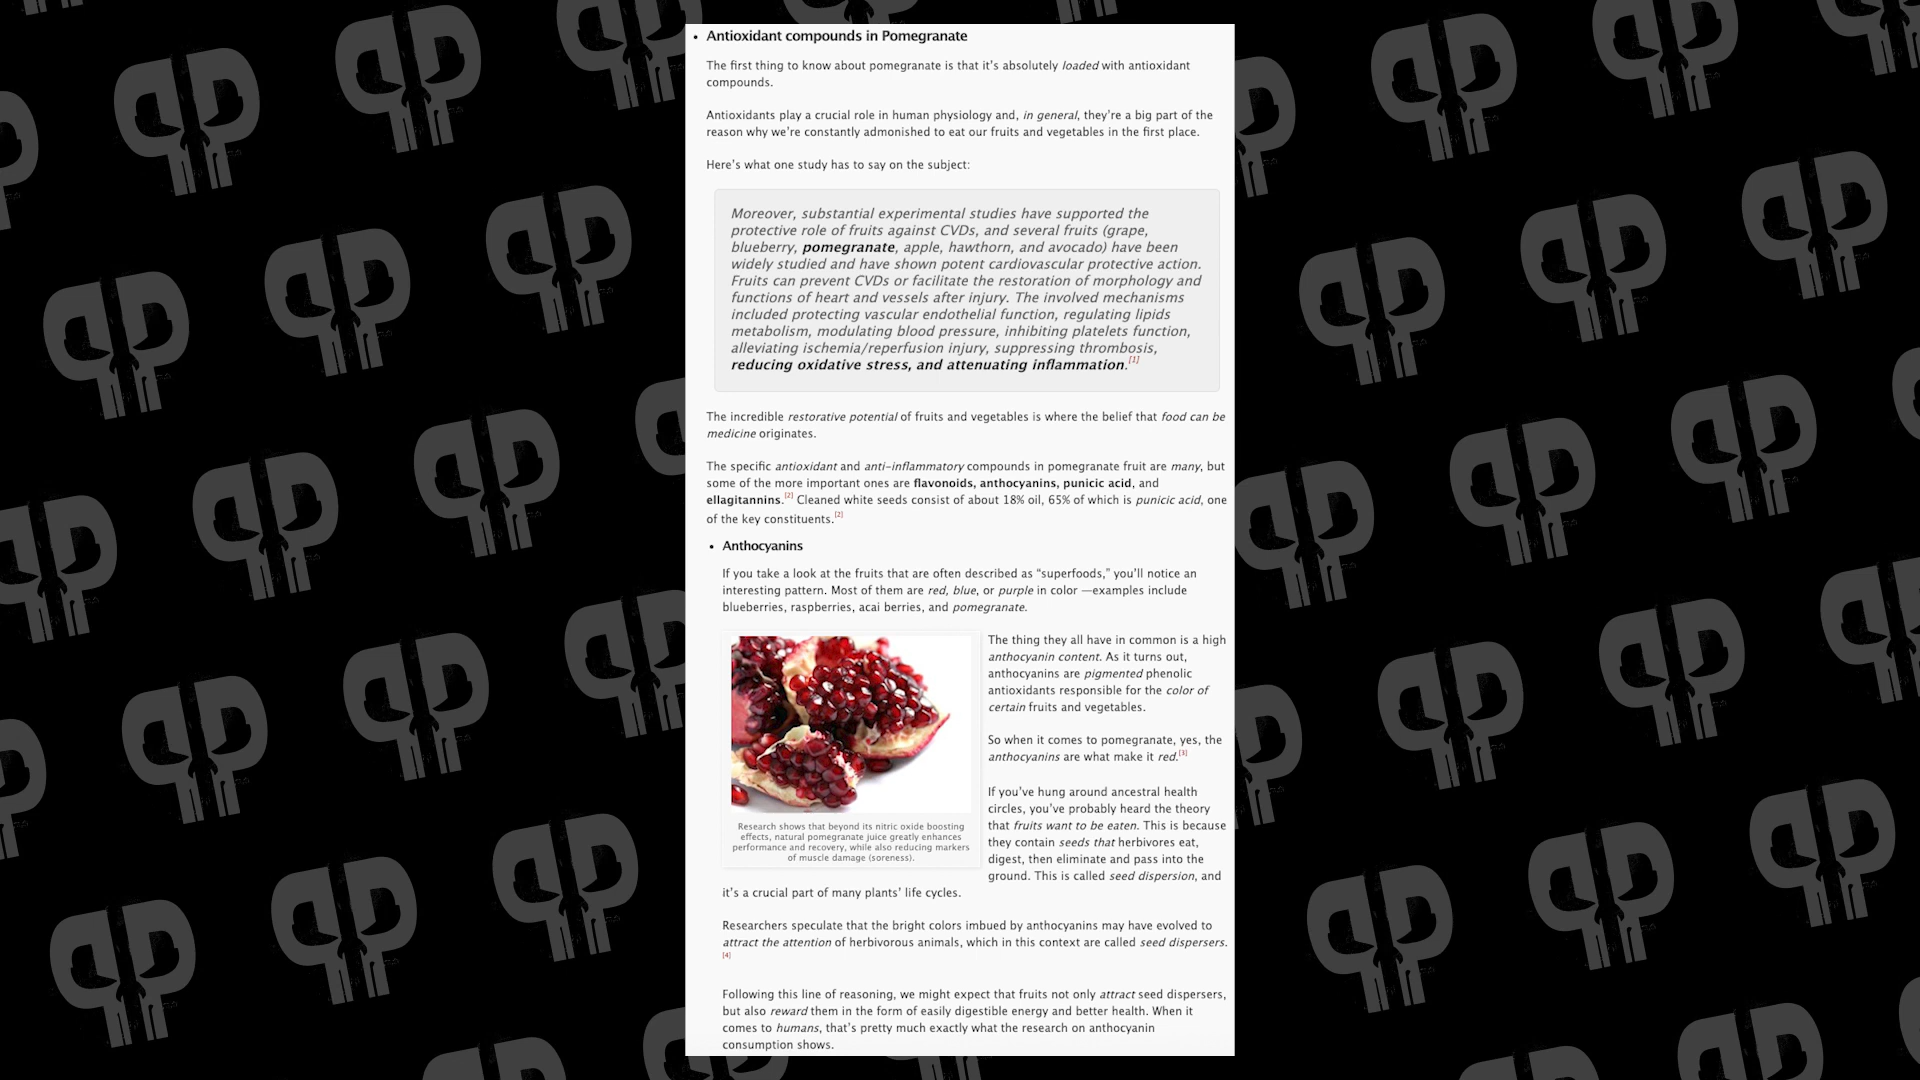 • Antioxidant compounds in Pomegranate
The first thing to know about pomegranate is that it's absolutely loaded with antioxidant
compounds.
Antioxidants play a crucial role in human physiology and, in general, they're a big part of the
reason why we're constantly admonished to eat our fruits and vegetables in the first place.
Here's what one study has to say on the subject:
Moreover, substantial experimental studies have supported the
protective role of fruits against CVDs, and several fruits (grape,
blueberry, pomegranate, apple, hawthorn, and avocado) have been
widely studied and have shown potent cardiovascular protective action.
Fruits can prevent CVDs or facilitate the restoration of morphology and
functions of heart and vessels after injury. The involved mechanisms
included protecting vascular endothelial function, regulating lipids
metabolism, modulating blood pressure, inhibiting platelets function,
alleviating ischemia/reperfusion injury, suppressing thrombosis,
reducing oxidative stress, and attenuating inflammation.[1]
The incredible restorative potential of fruits and vegetables is where the belief that food can be
medicine originates.
The specific antioxidant and anti-inflammatory compounds in pomegranate fruit are many, but
some of the more important ones are flavonoids, anthocyanins, punicic acid, and
ellagitannins.[2] Cleaned white seeds consist of about 18% oil, 65% of which is punicic acid, one
of the key constituents.[2]
• Anthocyanins
If you take a look at the fruits that are often described as “superfoods,” you'll notice an
interesting pattern. Most of them are red, blue, or purple in color —examples include
blueberries, raspberries, acai berries, and pomegranate.
The thing they all have in common is a high
anthocyanin content. As it turns out,
anthocyanins are pigmented phenolic
antioxidants responsible for the color of
certain fruits and vegetables.
So when it comes to pomegranate, yes, the
anthocyanins are what make it red.[3]
Research shows that beyond its nitric oxide boosting
effects, natural pomegranate juice greatly enhances
performance and recovery, while also reducing markers
of muscle damage (soreness).
If you've hung around ancestral health
circles, you've probably heard the theory
that fruits want to be eaten. This is because
they contain seeds that herbivores eat,
digest, then eliminate and pass into the
ground. This is called seed dispersion, and
it's a crucial part of many plants' life cycles.
Researchers speculate that the bright colors imbued by anthocyanins may have evolved to
attract the attention of herbivorous animals, which in this context are called seed dispersers.
[4]
Following this line of reasoning, we might expect that fruits not only attract seed dispersers,
but also reward them in the form of easily digestible energy and better health. When it
comes to humans, that's pretty much exactly what the research on anthocyanin
consumption shows.